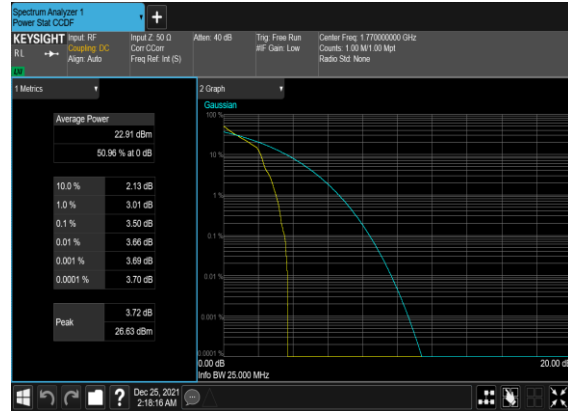 Spectrum Analyzer 1
Power Stat CCDF
KEYSIGHT
RL
Input: RF
Coupling: DC
Align: Auto
Input Z: 50 Ω
Corr CCorr
Freq Ref: Int (S)
Atten: 40 dB
Trig: Free Run
#IF Gain: Low
Center Freq: 1.770000000 GHz
Counts: 1.00 M/1.00 Mpt
Radio Std: None
LM
1 Metrics
Average Power
22.91 dBm
50.96 % at 0 dB
10.0 % 2.13 dB
1.0 % 3.01 dB
0.1 % 3.50 dB
0.01 % 3.66 dB
0.001 % 3.69 dB
0.0001 % 3.70 dB
Peak
3.72 dB
26.63 dBm
2 Graph
Gaussian
100 %
10 %
1 %
0.1 %
0.01 %
0.001 %
0.0001 %
0.00 dB
20.00 dB
Info BW 25.000 MHz
?
Dec 25, 2021
2:18:16 AM